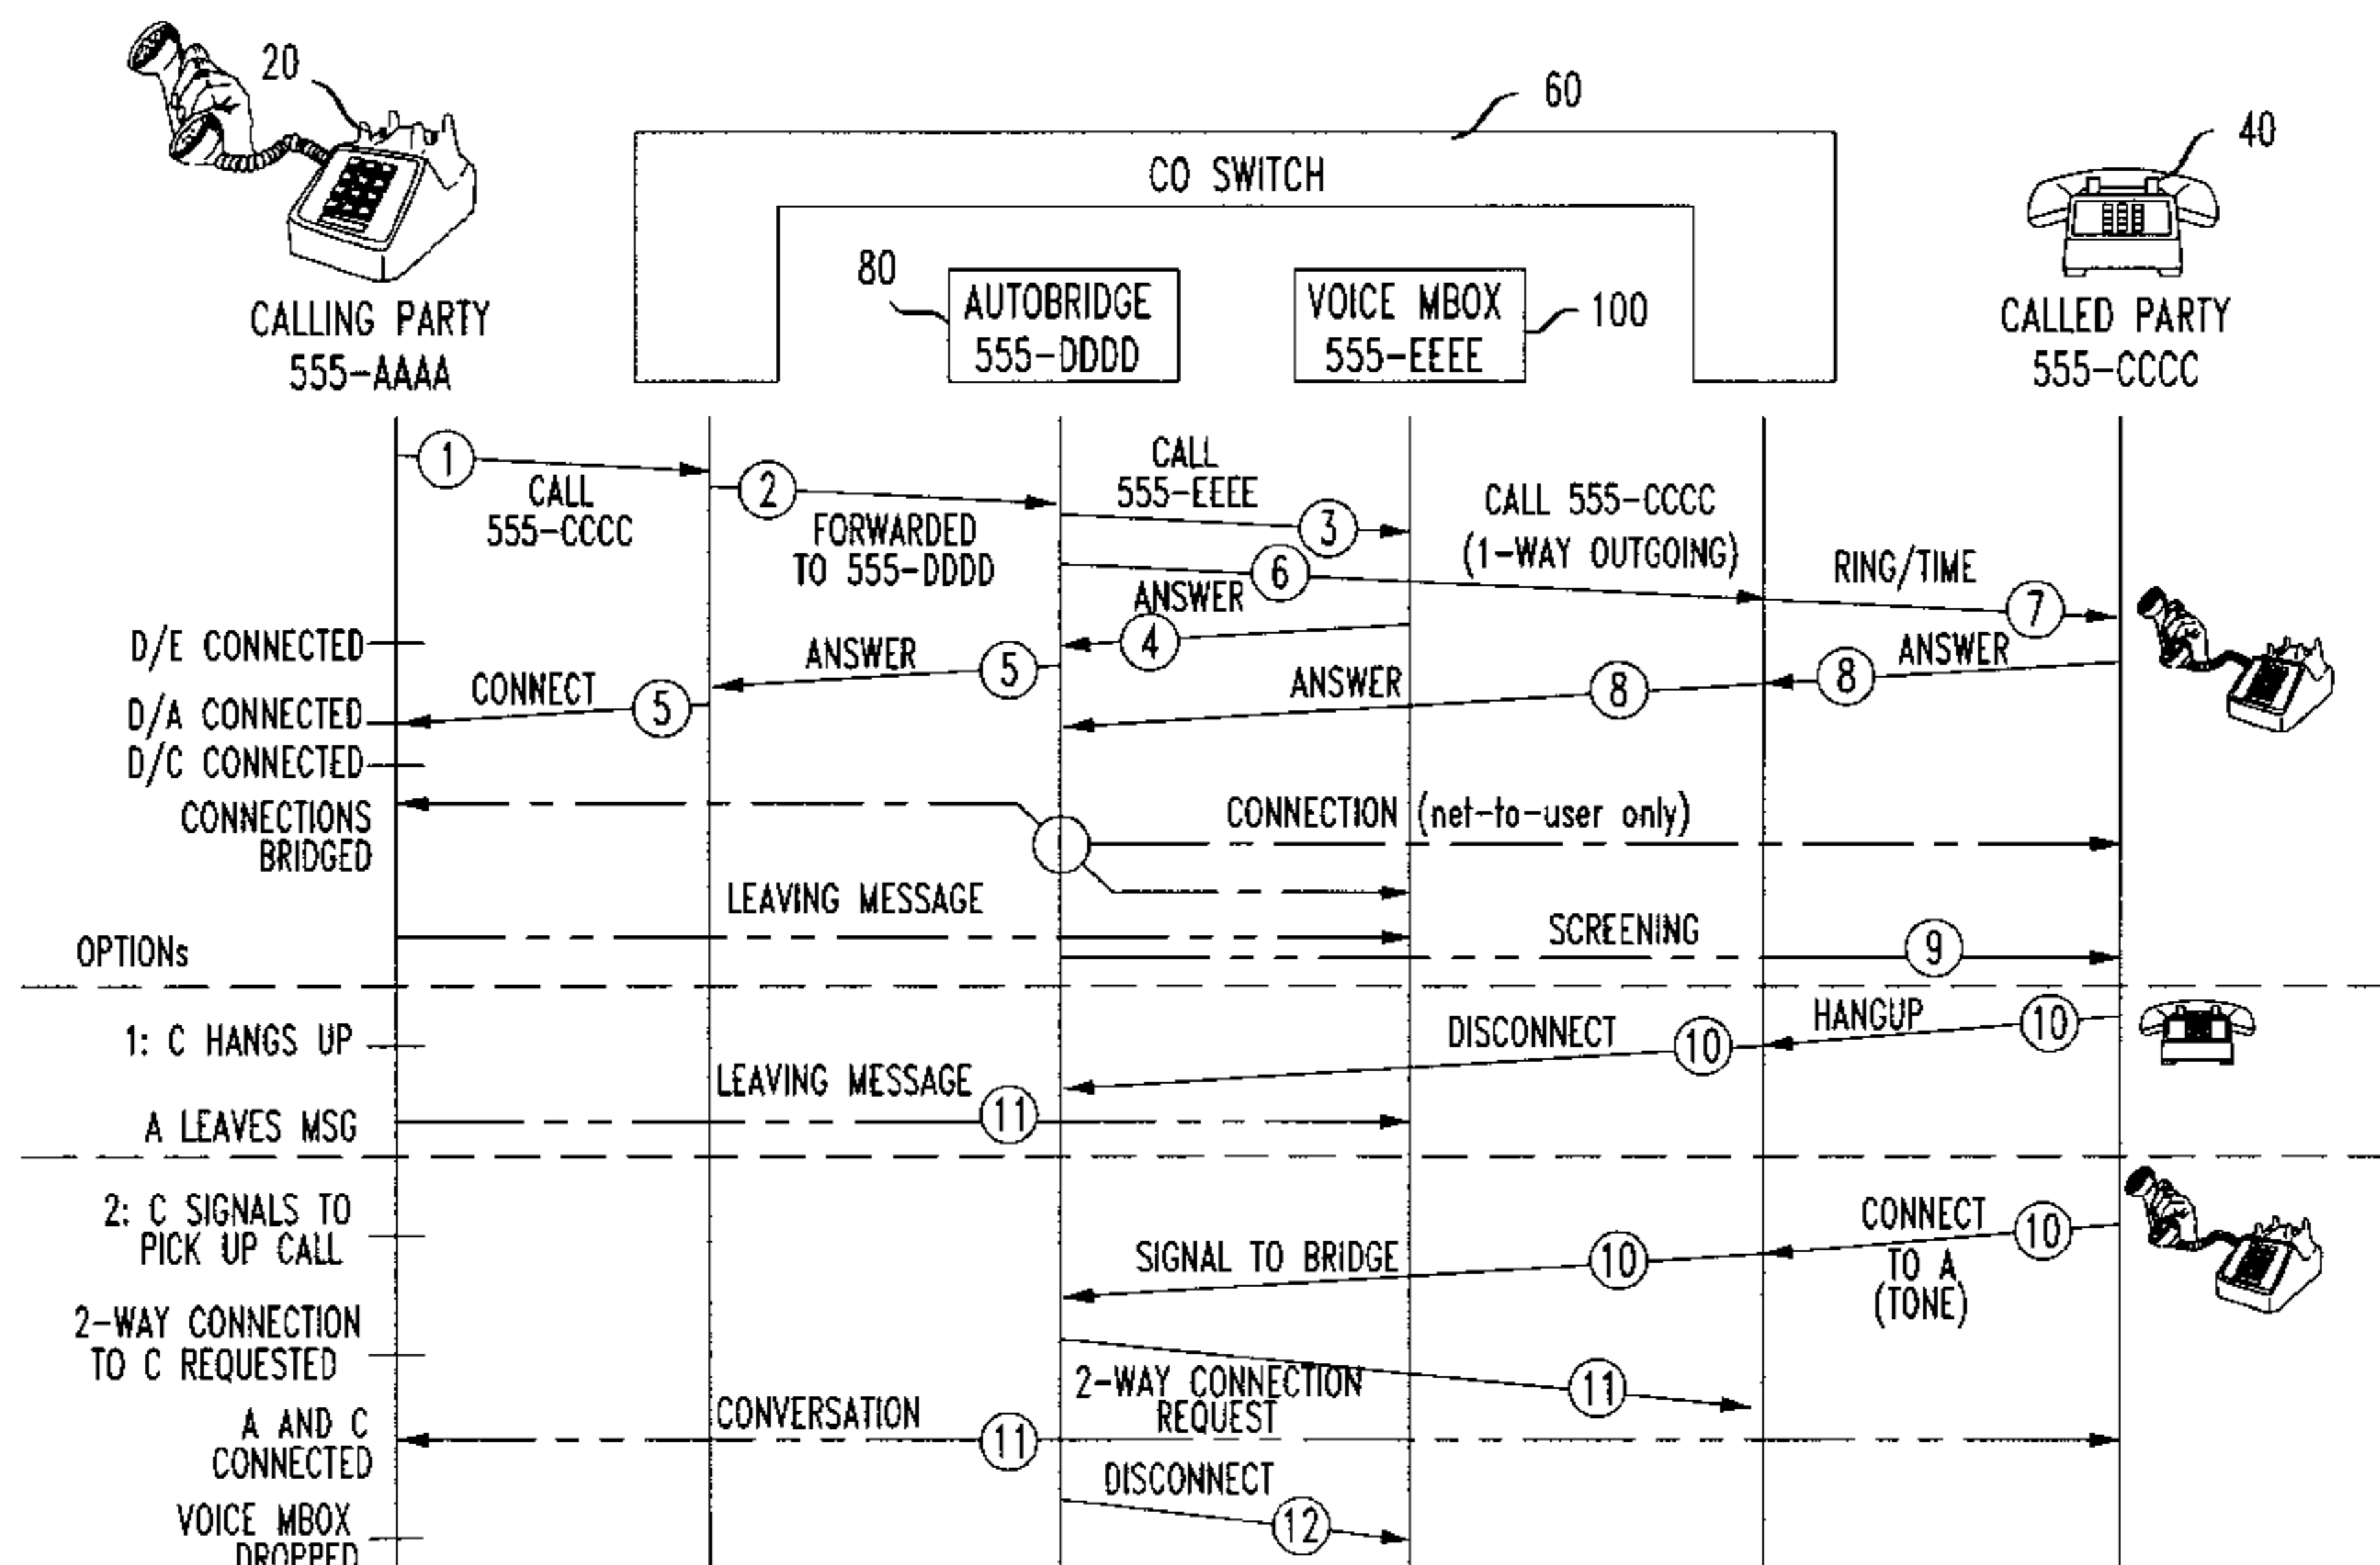 20
60
40
CO SWITCH
80
AUTOBRIDGE
555-DDDD
VOICE MBOX
555-EEEE
100
CALLING PARTY
555-AAAA
CALLED PARTY
555-CCCC
1
CALL
555-CCCC
2
FORWARDED
TO 555-DDDD
CALL
555-EEEE
3
CALL 555-CCCC
(1-WAY OUTGOING)
6
RING/TIME
7
ANSWER
4
D/E CONNECTED
ANSWER
5
ANSWER
8
ANSWER
8
CONNECT
5
D/A CONNECTED
D/C CONNECTED
CONNECTIONS
BRIDGED
CONNECTION (net-to-user only)
LEAVING MESSAGE
SCREENING
9
OPTIONs
1: C HANGS UP
DISCONNECT
10
HANGUP
10
LEAVING MESSAGE
11
A LEAVES MSG
2: C SIGNALS TO
PICK UP CALL
SIGNAL TO BRIDGE
10
CONNECT
TO A
(TONE)
10
2-WAY CONNECTION
TO C REQUESTED
2-WAY CONNECTION
REQUEST
11
A AND C
CONNECTED
CONVERSATION
11
DISCONNECT
12
VOICE MBOX
DROPPED